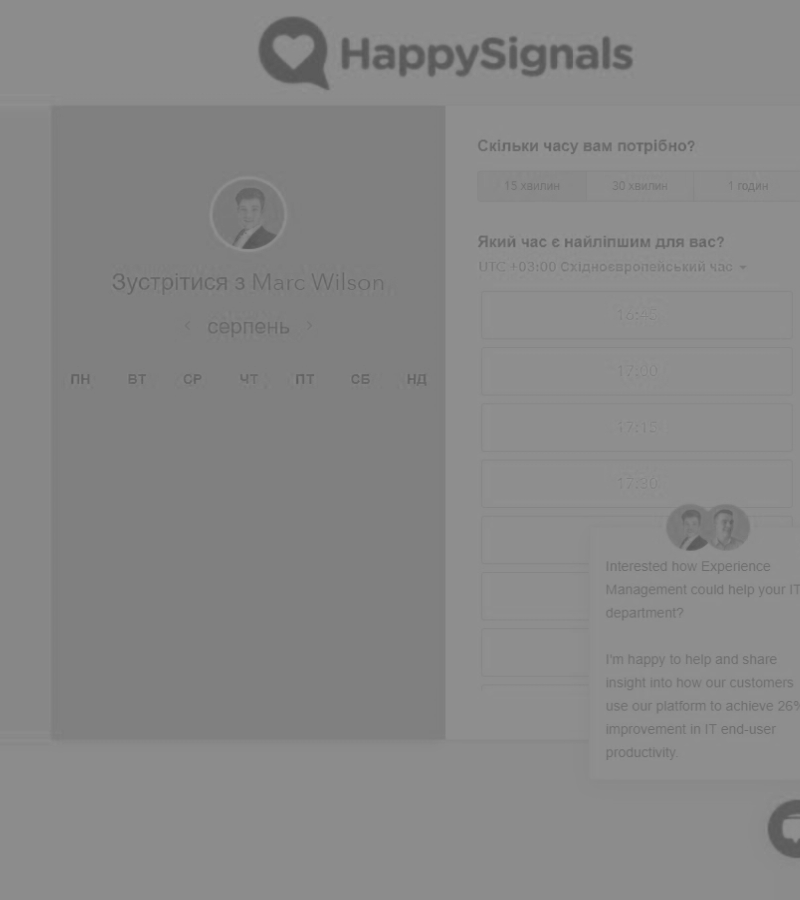 HappySignals
Зустрітися з Marc Wilson
серпень
ПН ВТ СР ЧТ ПТ СБ НД
Скільки часу вам потрібно?
15 хвилин 30 хвилин 1 годин
Який час є найліпшим для вас?
UTC +03:00 Східноєвропейський час
16:45
17:00
17:15
17:30
Interested how Experience
Management could help your IT
department?
I'm happy to help and share
insight into how our customers
use our platform to achieve 26%
improvement in IT end-user
productivity.